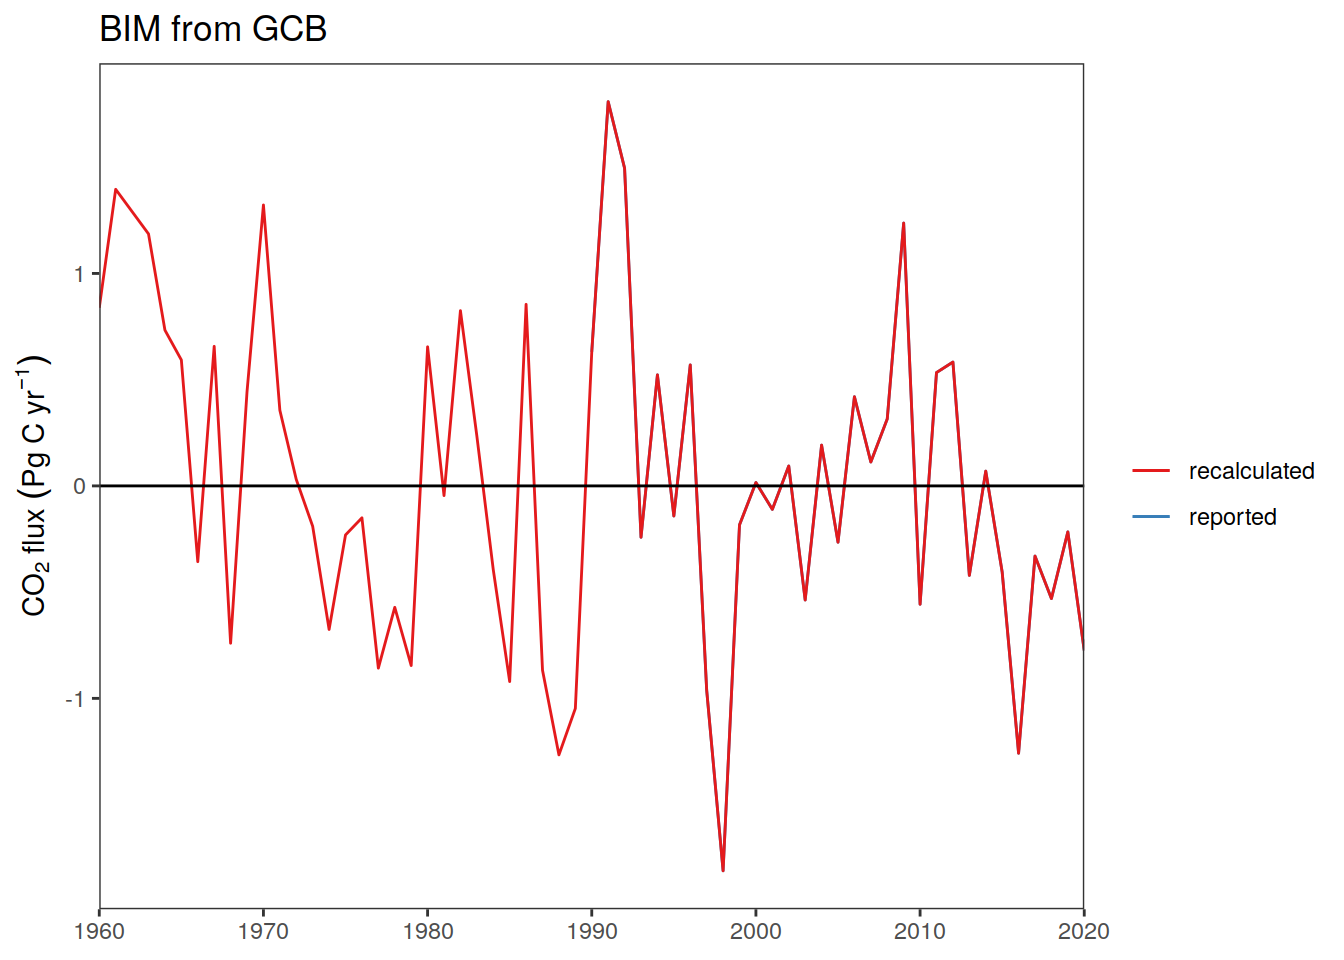 BIM from GCB
CO₂ flux (Pg C yr⁻¹)
1
0
-1
1960 1970 1980 1990 2000 2010 2020
recalculated
reported